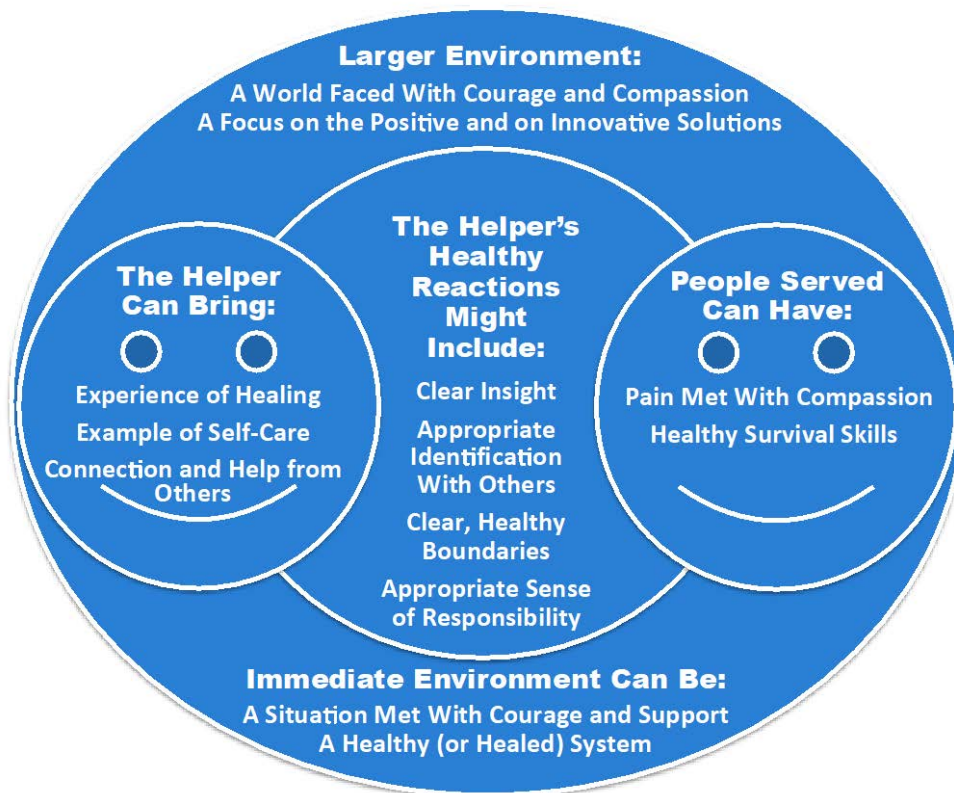 Larger Environment:
A World Faced With Courage and Compassion
A Focus on the Positive and on Innovative Solutions
The Helper
Can Bring:
Experience of Healing
Example of Self-Care
Connection and Help from
Others
The Helper’s
Healthy
Reactions
Might
Include:
Clear Insight
Appropriate
Identification
With Others
Clear, Healthy
Boundaries
Appropriate Sense
of Responsibility
People Served
Can Have:
Pain Met With Compassion
Healthy Survival Skills
Immediate Environment Can Be:
A Situation Met With Courage and Support
A Healthy (or Healed) System